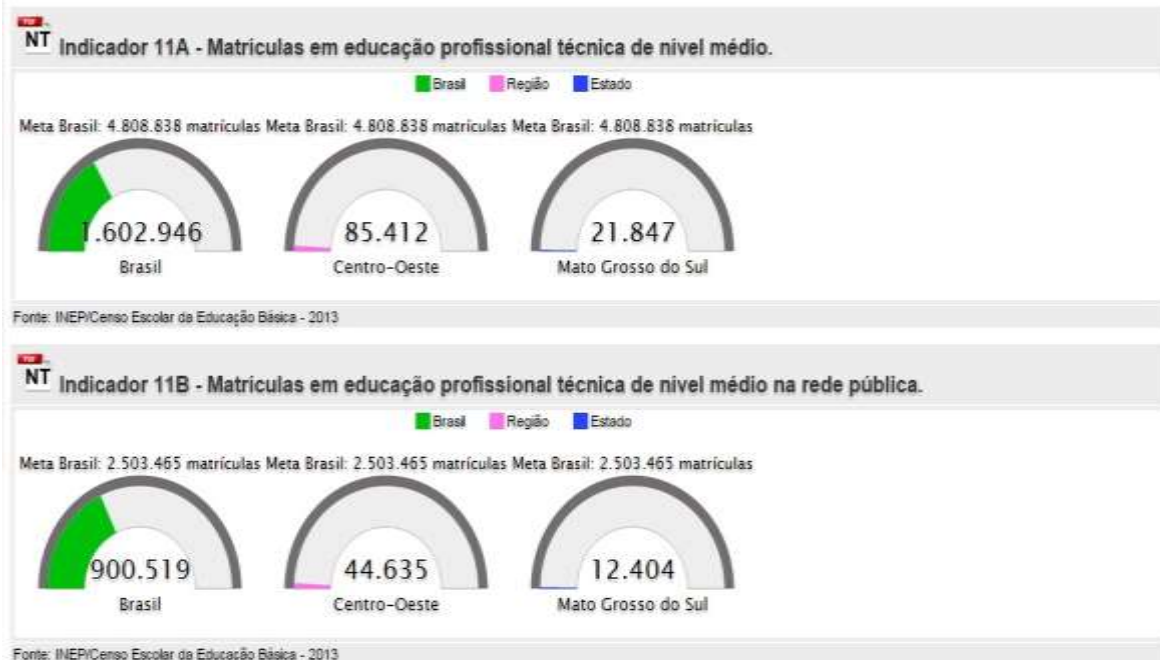 PDF
NT Indicador 11A - Matrículas em educação profissional técnica de nível médio.
Brasil Região Estado
Meta Brasil: 4.808.838 matrículas Meta Brasil: 4.808.838 matrículas Meta Brasil: 4.808.838 matrículas
1.602.946 85.412 21.847
Brasil Centro-Oeste Mato Grosso do Sul
Fonte: INEP/Censo Escolar da Educação Básica - 2013
PDF
NT Indicador 11B - Matrículas em educação profissional técnica de nível médio na rede pública.
Brasil Região Estado
Meta Brasil: 2.503.465 matrículas Meta Brasil: 2.503.465 matrículas Meta Brasil: 2.503.465 matrículas
900.519 44.635 12.404
Brasil Centro-Oeste Mato Grosso do Sul
Fonte: INEP/Censo Escolar da Educação Básica - 2013